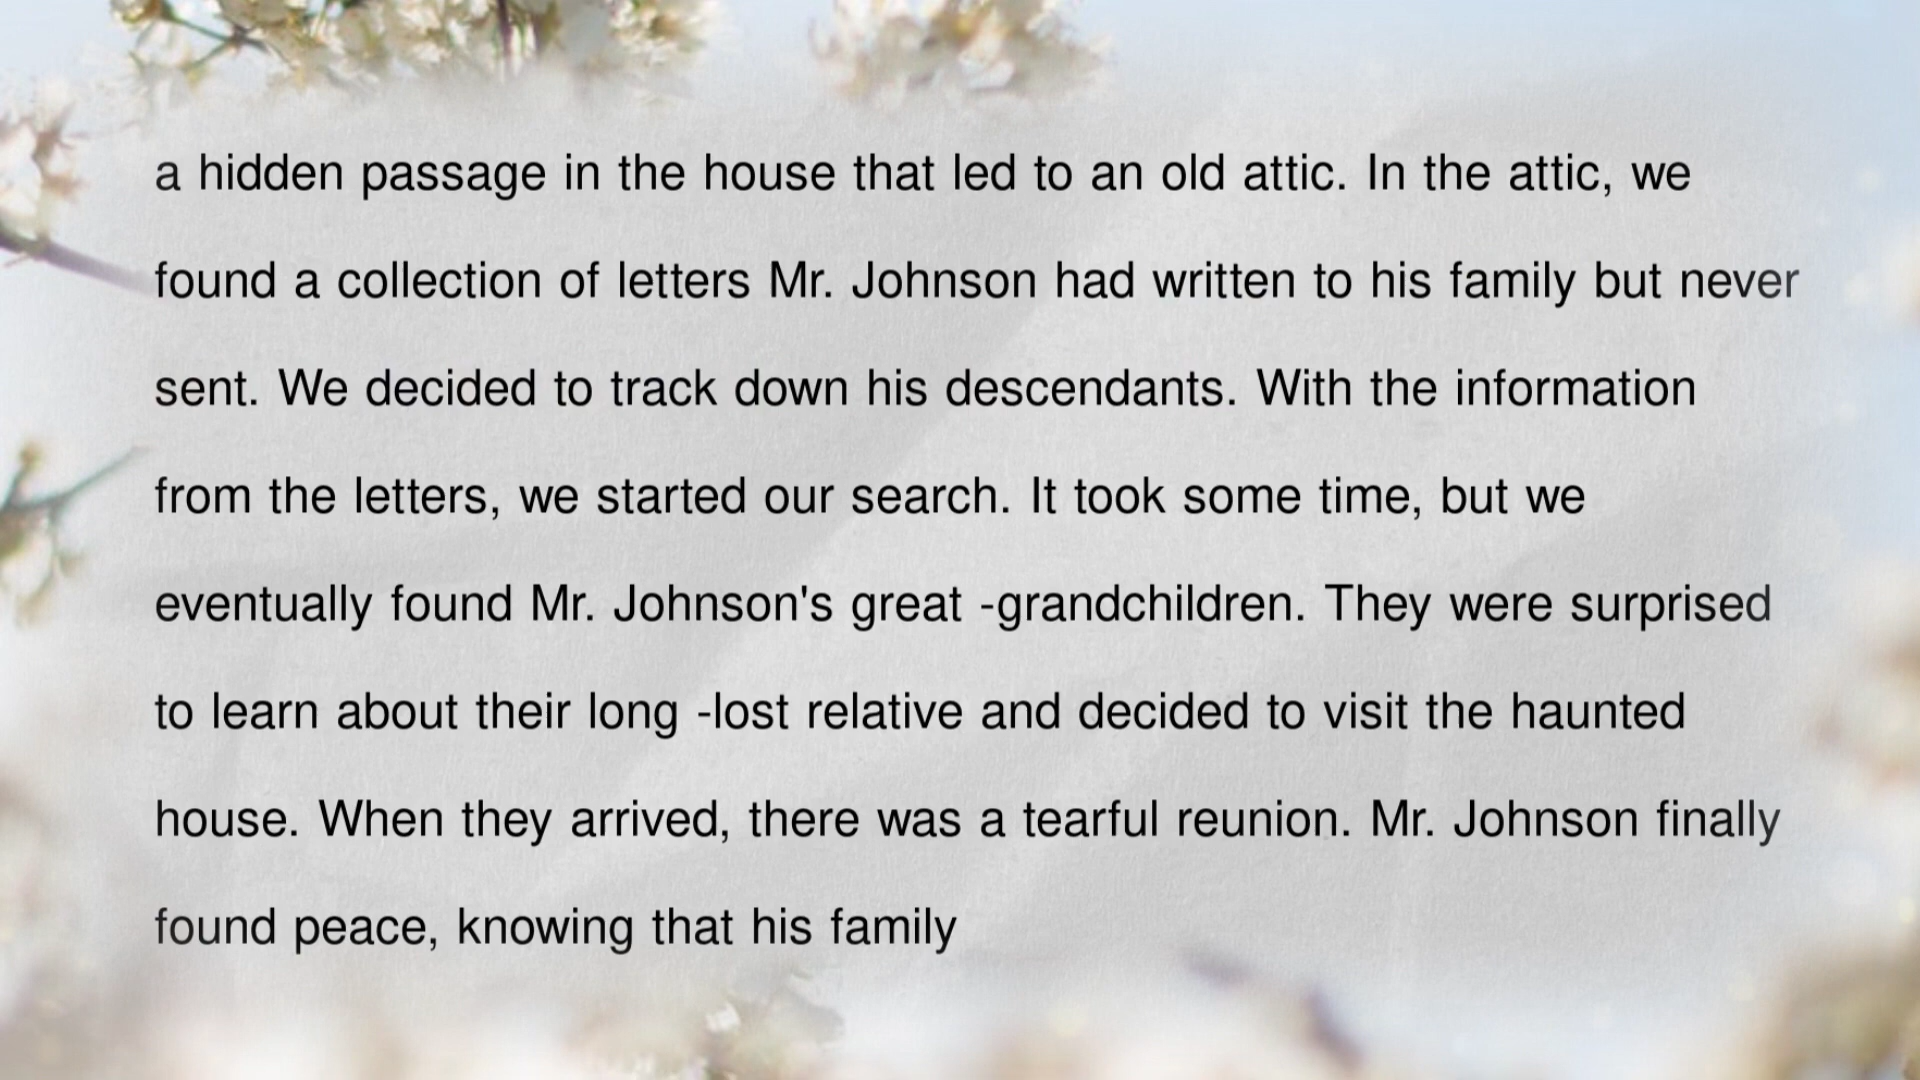 a hidden passage in the house that led to an old attic. In the attic, we
found a collection of letters Mr. Johnson had written to his family but never
sent. We decided to track down his descendants. With the information
from the letters, we started our search. It took some time, but we
eventually found Mr. Johnson's great -grandchildren. They were surprised
to learn about their long -lost relative and decided to visit the haunted
house. When they arrived, there was a tearful reunion. Mr. Johnson finally
found peace, knowing that his family